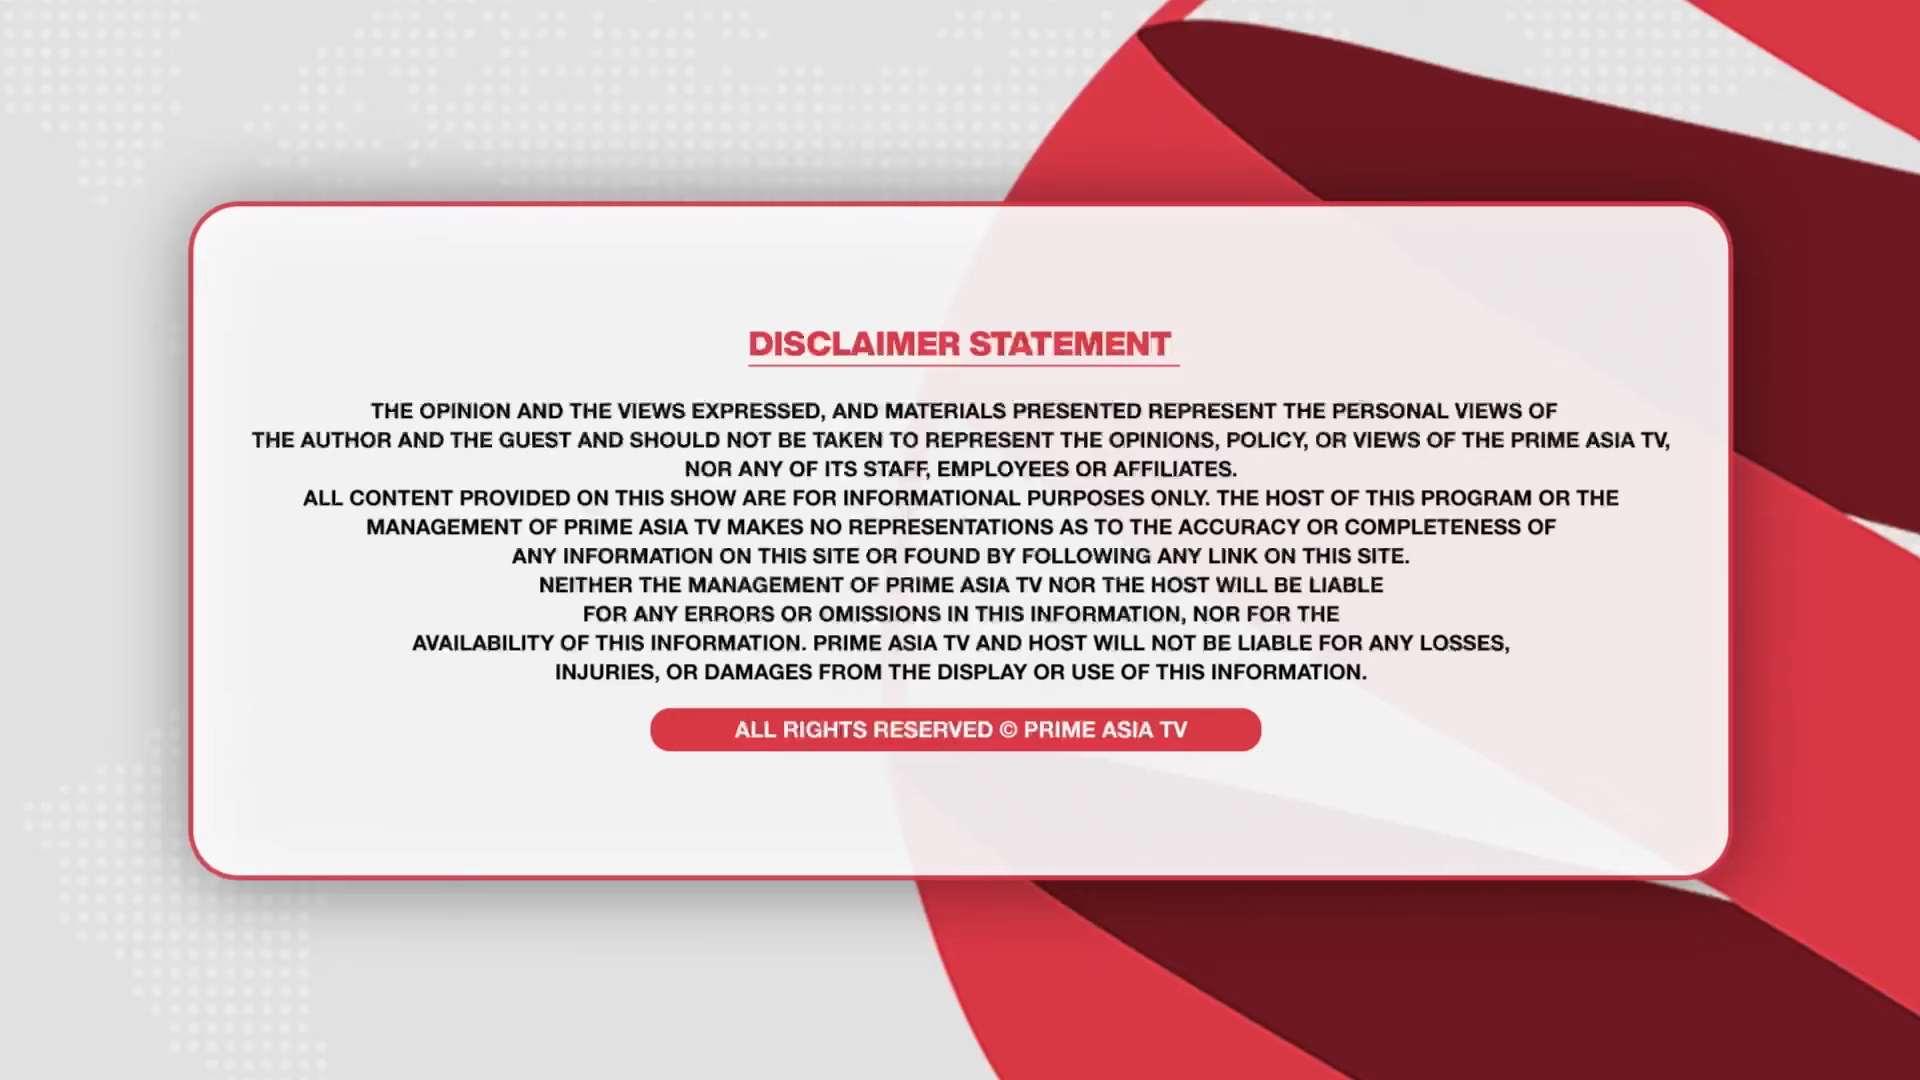 DISCLAIMER STATEMENT
THE OPINION AND THE VIEWS EXPRESSED, AND MATERIALS PRESENTED REPRESENT THE PERSONAL VIEWS OF
THE AUTHOR AND THE GUEST AND SHOULD NOT BE TAKEN TO REPRESENT THE OPINIONS, POLICY, OR VIEWS OF THE PRIME ASIA TV,
NOR ANY OF ITS STAFF, EMPLOYEES OR AFFILIATES.
ALL CONTENT PROVIDED ON THIS SHOW ARE FOR INFORMATIONAL PURPOSES ONLY. THE HOST OF THIS PROGRAM OR THE
MANAGEMENT OF PRIME ASIA TV MAKES NO REPRESENTATIONS AS TO THE ACCURACY OR COMPLETENESS OF
ANY INFORMATION ON THIS SITE OR FOUND BY FOLLOWING ANY LINK ON THIS SITE.
NEITHER THE MANAGEMENT OF PRIME ASIA TV NOR THE HOST WILL BE LIABLE
FOR ANY ERRORS OR OMISSIONS IN THIS INFORMATION, NOR FOR THE
AVAILABILITY OF THIS INFORMATION. PRIME ASIA TV AND HOST WILL NOT BE LIABLE FOR ANY LOSSES,
INJURIES, OR DAMAGES FROM THE DISPLAY OR USE OF THIS INFORMATION.
ALL RIGHTS RESERVED © PRIME ASIA TV